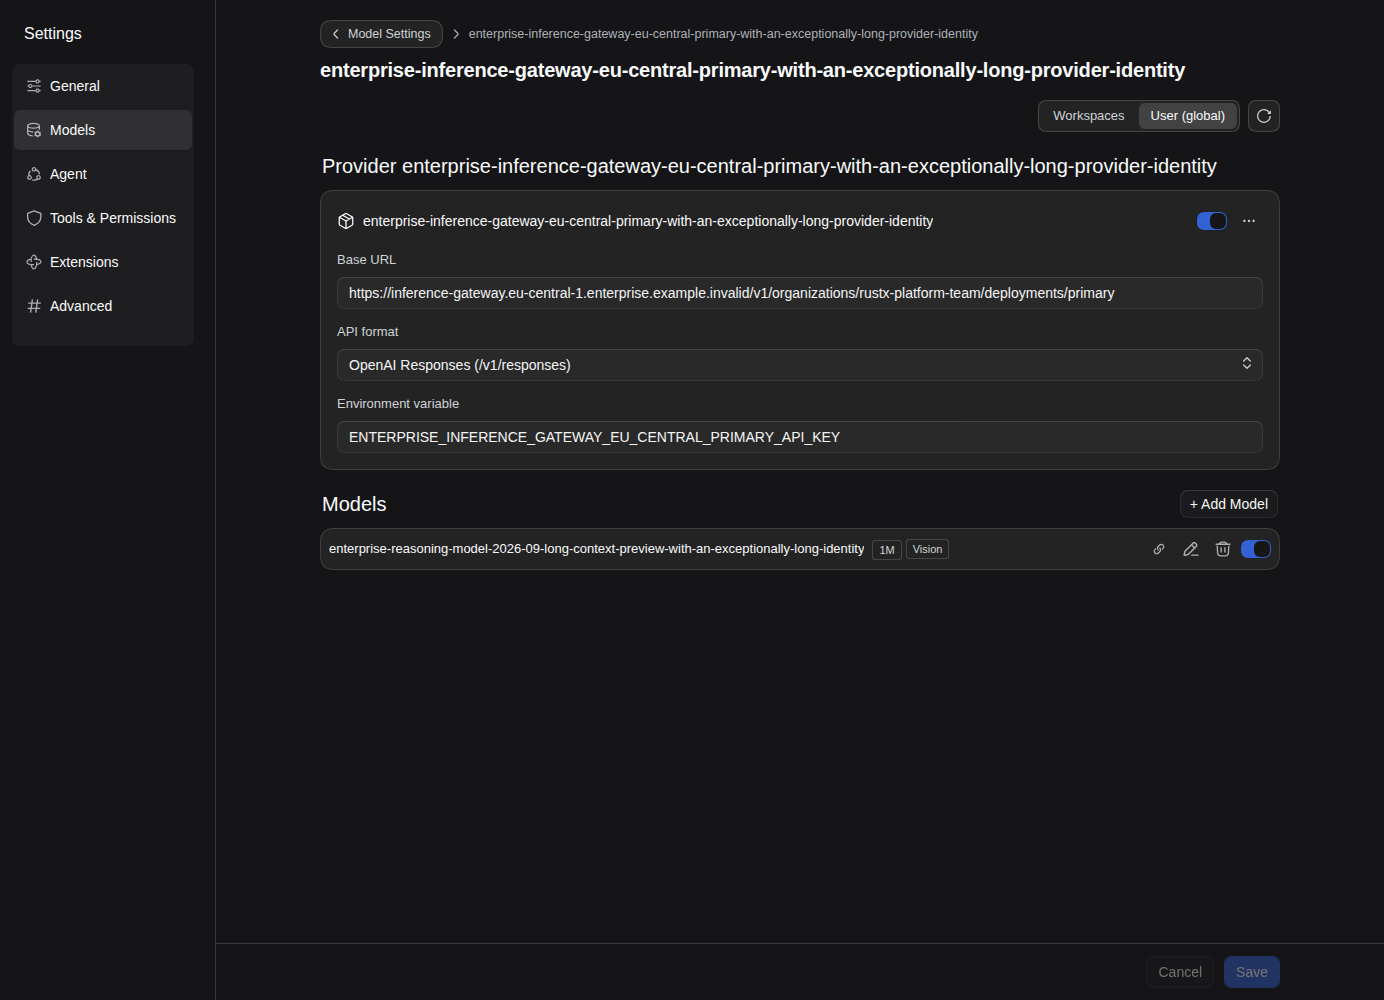 Settings
General
Models
Agent
Tools & Permissions
Extensions
Advanced
Model Settings
enterprise-inference-gateway-eu-central-primary-with-an-exceptionally-long-provider-identity
enterprise-inference-gateway-eu-central-primary-with-an-exceptionally-long-provider-identity
Workspaces
User (global)
Provider enterprise-inference-gateway-eu-central-primary-with-an-exceptionally-long-provider-identity
enterprise-inference-gateway-eu-central-primary-with-an-exceptionally-long-provider-identity
Base URL
https://inference-gateway.eu-central-1.enterprise.example.invalid/v1/organizations/rustx-platform-team/deployments/primary
API format
OpenAI Responses (/v1/responses)
Environment variable
ENTERPRISE_INFERENCE_GATEWAY_EU_CENTRAL_PRIMARY_API_KEY
Models
+ Add Model
enterprise-reasoning-model-2026-09-long-context-preview-with-an-exceptionally-long-identity
1M
Vision
Cancel
Save